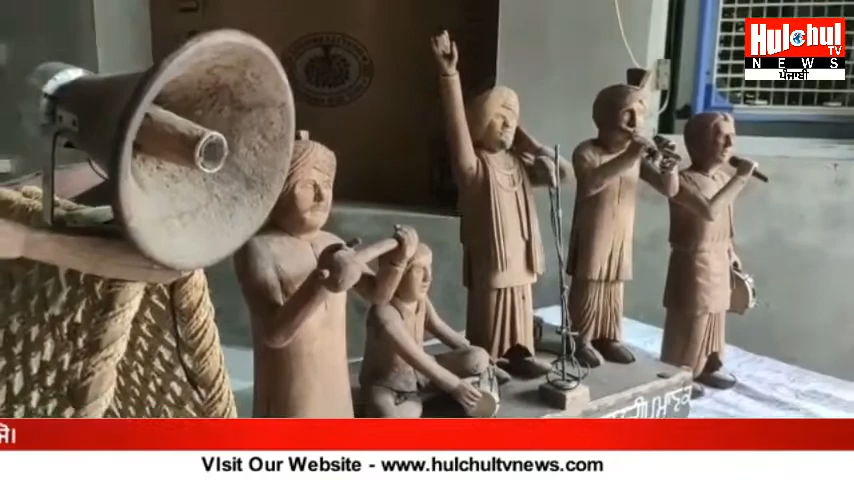 Hulchul
TV
NEWS
ਪੰਜਾਬੀ
ਸੇ।
VIsit Our Website - www.hulchultvnews.com